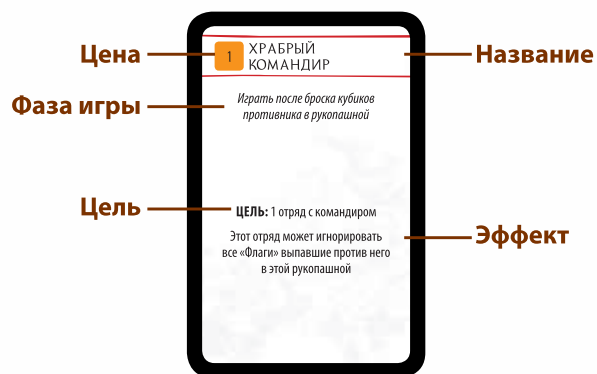 Цена
1
ХРАБРЫЙ
КОМАНДИР
Название
Фаза игры
Играть после броска кубиков
противника в рукопашной
Цель
ЦЕЛЬ: 1 отряд с командиром
Этот отряд может игнорировать
все «Флаги» выпавшие против него
в этой рукопашной
Эффект